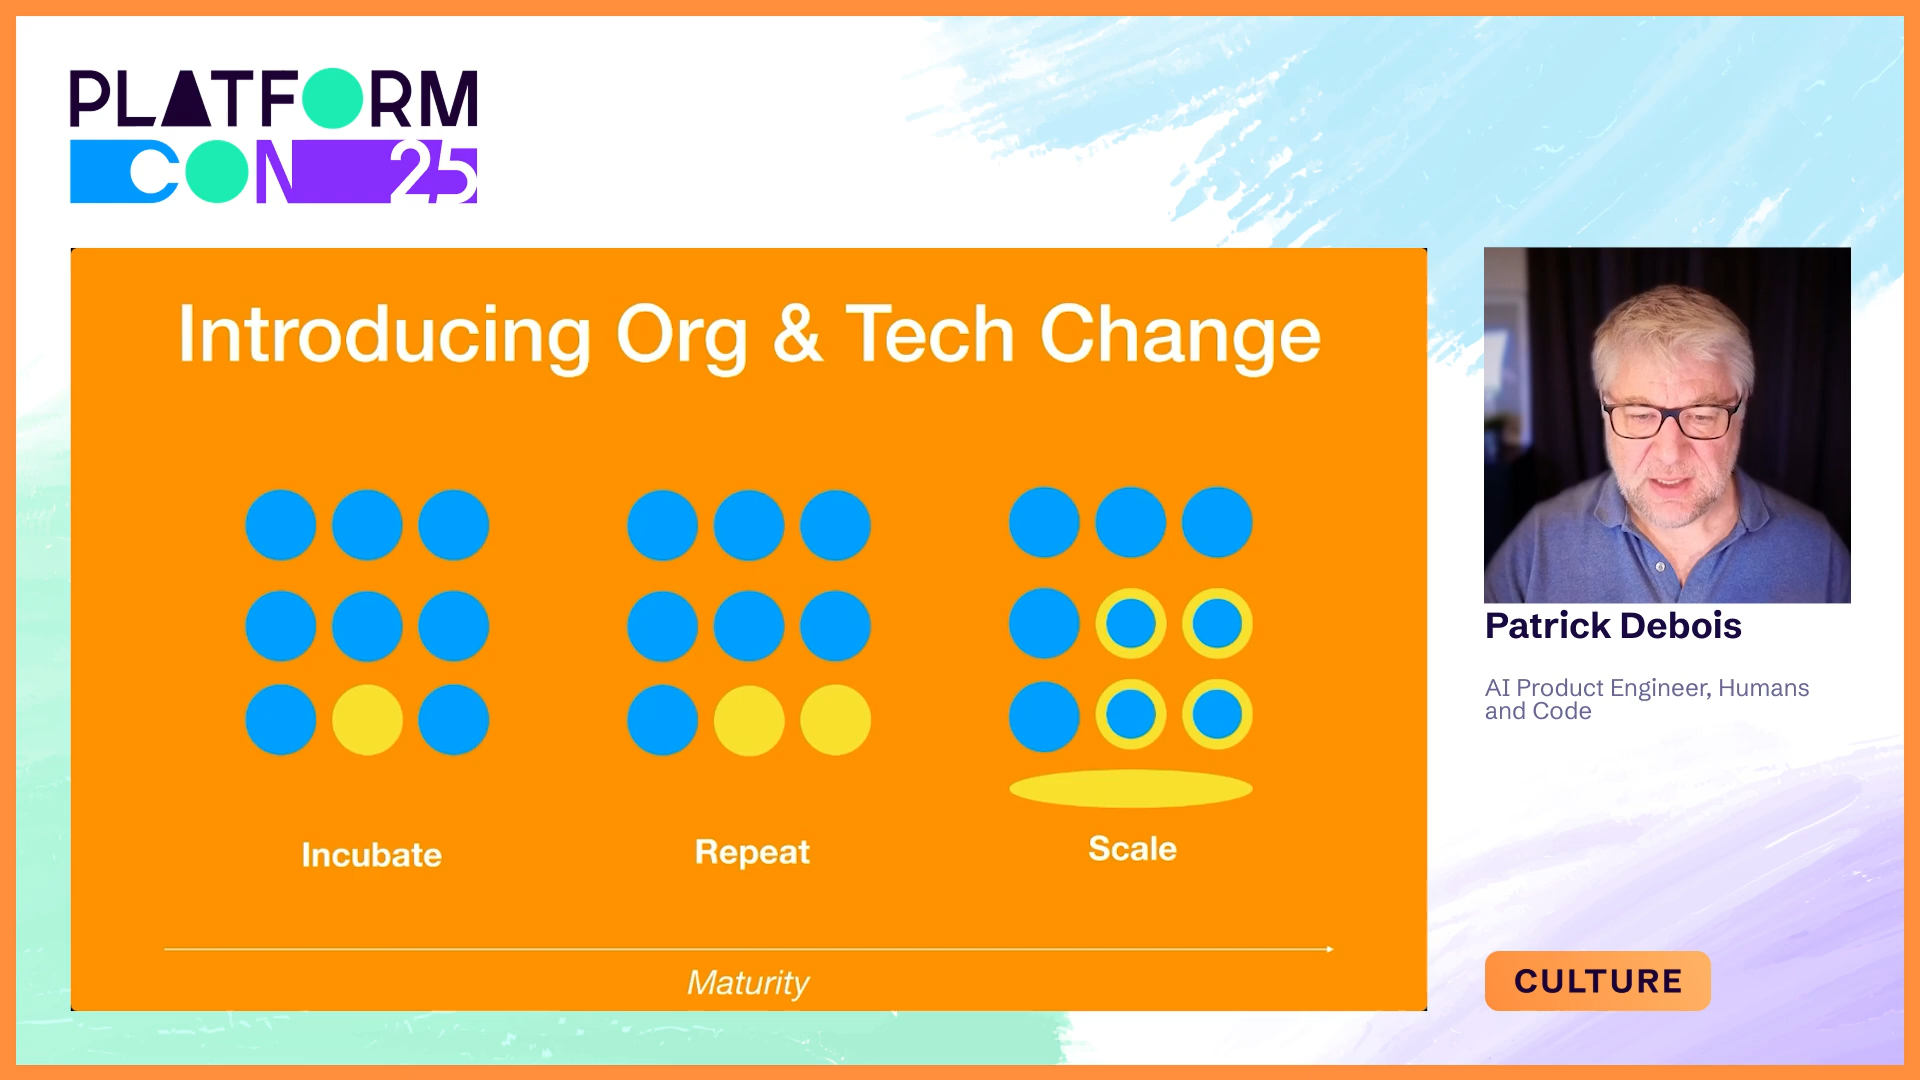 PLATFORM
CON 25
Introducing Org & Tech Change
Incubate
Repeat
Scale
Maturity
Patrick Debois
AI Product Engineer, Humans
and Code
CULTURE